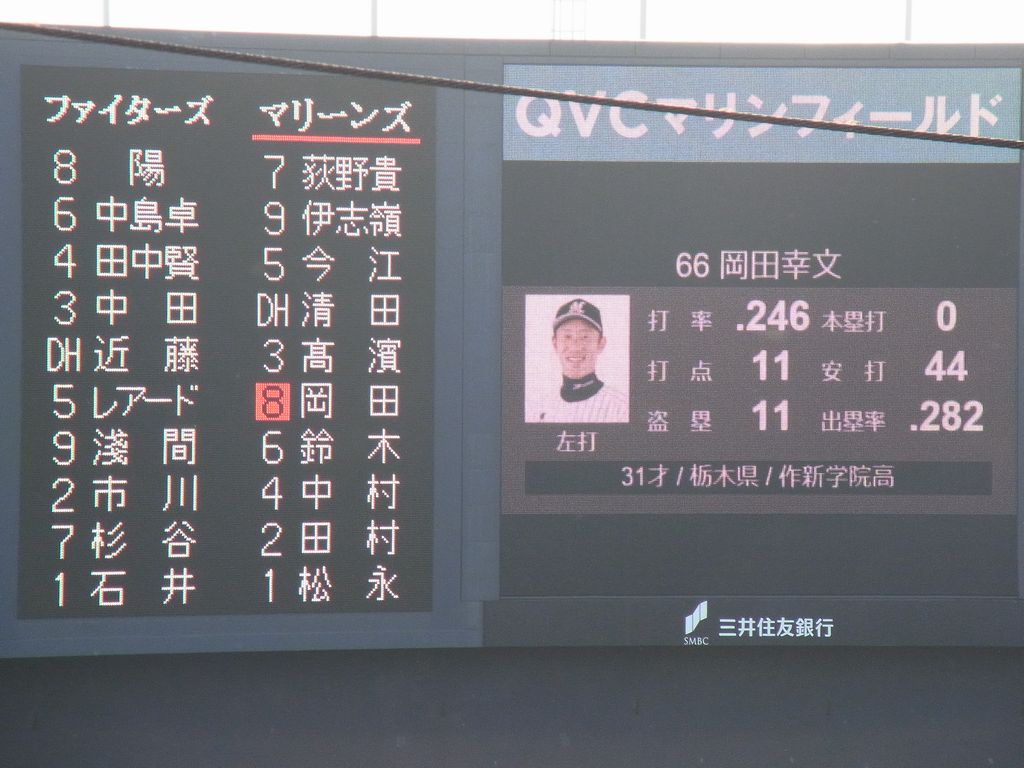 ファイターズ
8 陽
6 中島卓
4 田中賢
3 中田
DH 近藤
5 レアード
9 淺間
2 市川
7 杉谷
1 石井
マリーンズ
7 荻野貴
9 伊志嶺
5 今江
DH 清田
3 高濱
8 岡田
6 鈴木
4 中村
2 田村
1 松永
QVCマリンフィールド
66 岡田幸文
打率 .246 本塁打 0
打点 11 安打 44
盗塁 11 出塁率 .282
左打
31才 / 栃木県 / 作新学院高
SMBC 三井住友銀行